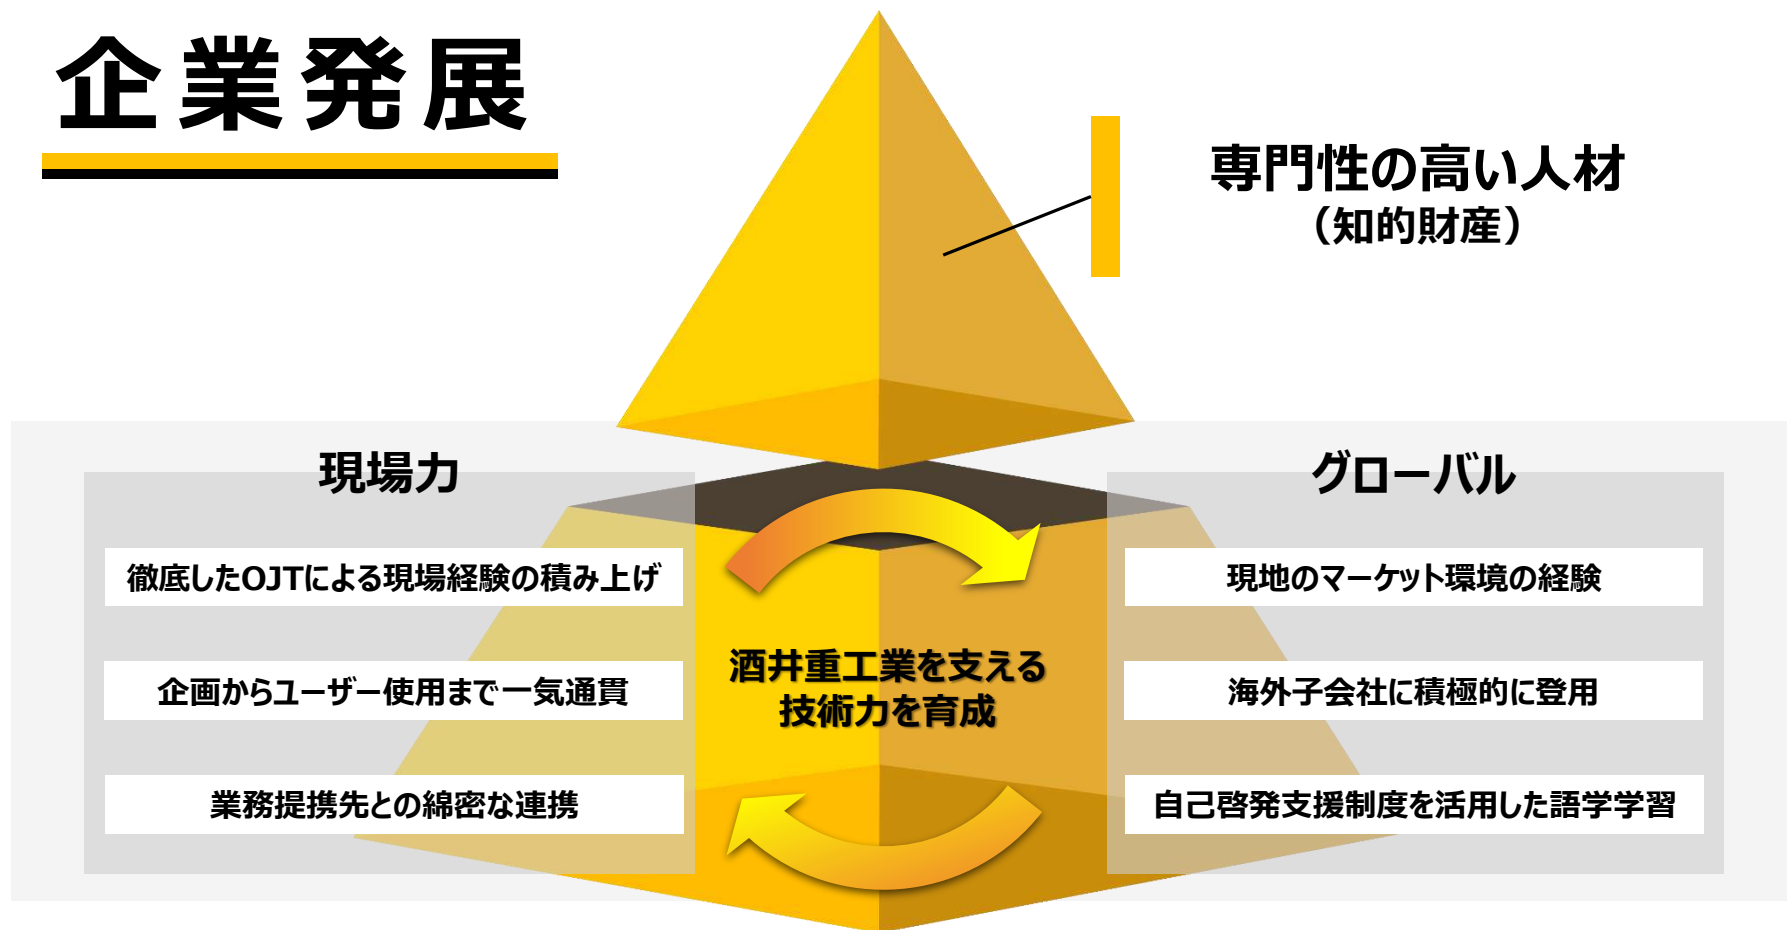 企業発展
専門性の高い人材
（知的財産）
現場力
徹底したOJTによる現場経験の積み上げ
企画からユーザー使用まで一気通貫
業務提携先との綿密な連携
酒井重工業を支える
技術力を育成
グローバル
現地のマーケット環境の経験
海外子会社に積極的に登用
自己啓発支援制度を活用した語学学習